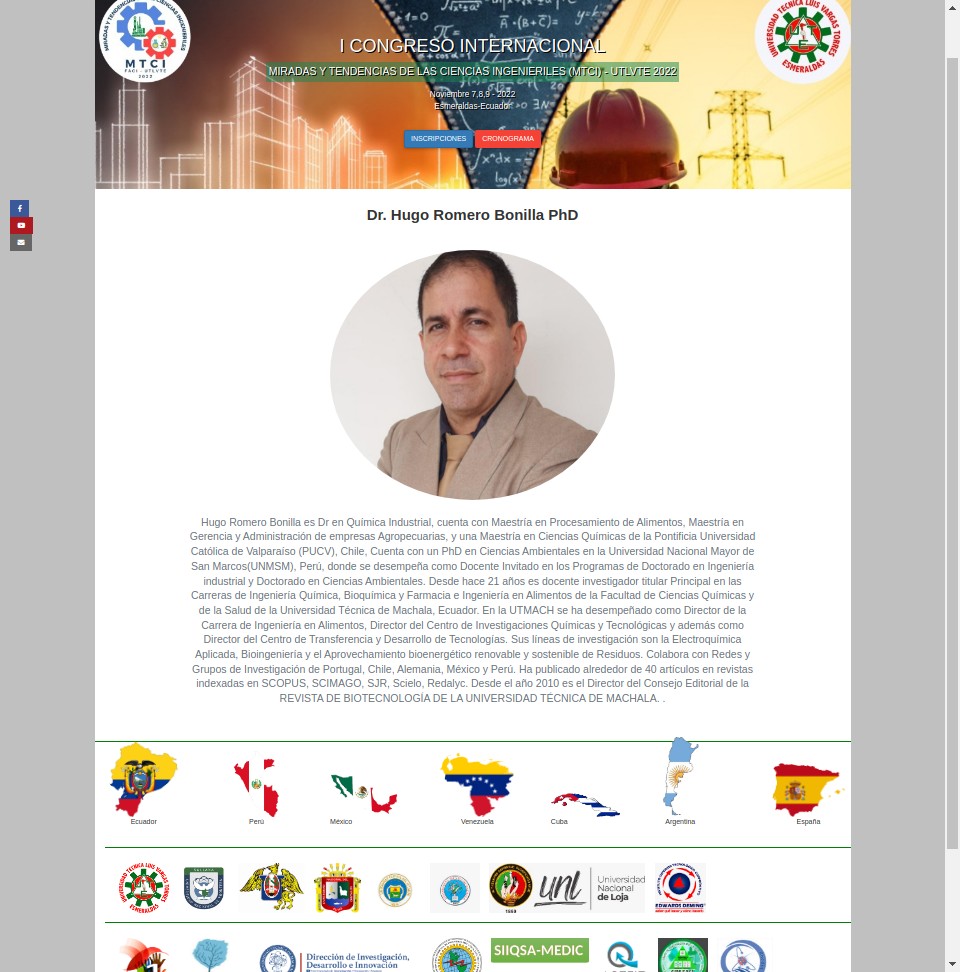 MIRADAS Y TENDENCIAS DE LAS CIENCIAS INGENIERILES
MTCI
FACI - UTLVTE
2022
UNIVERSIDAD TECNICA LUIS VARGAS TORRES
ESMERALDAS
I CONGRESO INTERNACIONAL
MIRADAS Y TENDENCIAS DE LAS CIENCIAS INGENIERILES (MTCI) - UTLVTE 2022
Noviembre 7,8,9 - 2022
Esmeraldas-Ecuador
INSCRIPCIONES
CRONOGRAMA
Dr. Hugo Romero Bonilla PhD
Hugo Romero Bonilla es Dr en Química Industrial, cuenta con Maestría en Procesamiento de Alimentos, Maestría en
Gerencia y Administración de empresas Agropecuarias, y una Maestría en Ciencias Químicas de la Pontificia Universidad
Católica de Valparaíso (PUCV), Chile, Cuenta con un PhD en Ciencias Ambientales en la Universidad Nacional Mayor de
San Marcos(UNMSM), Perú, donde se desempeña como Docente Invitado en los Programas de Doctorado en Ingeniería
industrial y Doctorado en Ciencias Ambientales. Desde hace 21 años es docente investigador titular Principal en las
Carreras de Ingeniería Química, Bioquímica y Farmacia e Ingeniería en Alimentos de la Facultad de Ciencias Químicas y
de la Salud de la Universidad Técnica de Machala, Ecuador. En la UTMACH se ha desempeñado como Director de la
Carrera de Ingeniería en Alimentos, Director del Centro de Investigaciones Químicas y Tecnológicas y además como
Director del Centro de Transferencia y Desarrollo de Tecnologías. Sus líneas de investigación son la Electroquímica
Aplicada, Bioingeniería y el Aprovechamiento bioenergético renovable y sostenible de Residuos. Colabora con Redes y
Grupos de Investigación de Portugal, Chile, Alemania, México y Perú. Ha publicado alrededor de 40 artículos en revistas
indexadas en SCOPUS, SCIMAGO, SJR, Scielo, Redalyc. Desde el año 2010 es el Director del Consejo Editorial de la
REVISTA DE BIOTECNOLOGÍA DE LA UNIVERSIDAD TÉCNICA DE MACHALA. .
Ecuador
Perú
México
Venezuela
Cuba
Argentina
España
UNIVERSIDAD TECNICA LUIS VARGAS TORRES
ESMERALDAS
1859
unl
Universidad
Nacional
de Loja
EDWARDS DEMING
Dirección de Investigación,
Desarrollo e Innovación
SIIQSA-MEDIC